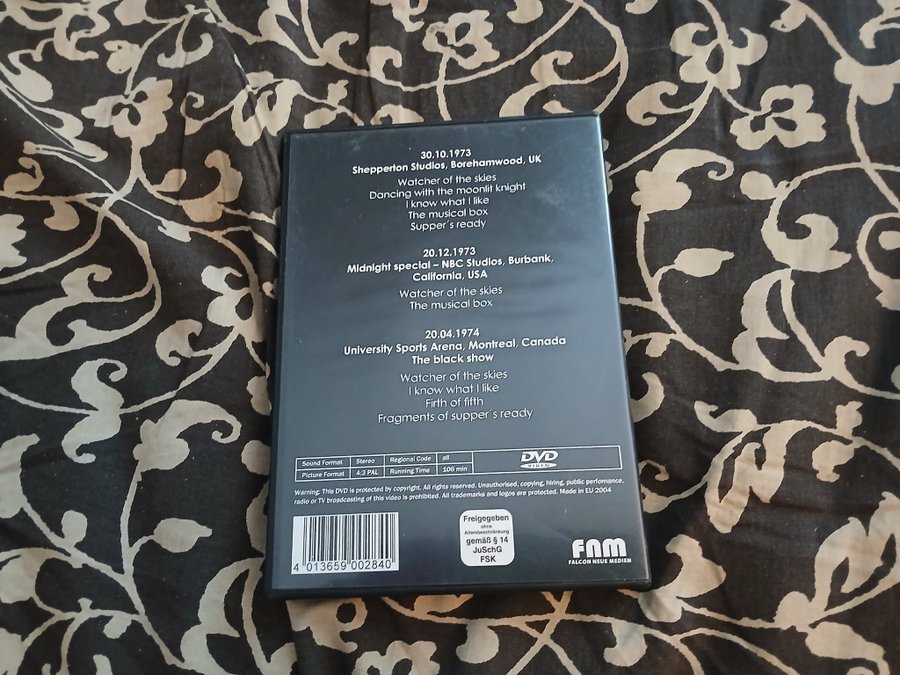 30.10.1973
Shepperton Studios, Borehamwood, UK
Watcher of the skies
Dancing with the moonlit knight
I know what I like
The musical box
Supper´s ready
20.12.1973
Midnight special – NBC Studios, Burbank,
California, USA
Watcher of the skies
The musical box
20.04.1974
University Sports Arena, Montreal, Canada
The black show
Watcher of the skies
I know what I like
Firth of fifth
Fragments of supper´s ready
Sound Format Stereo Regional Code all
Picture Format 4:3 PAL Running Time 106 min
DVD
VIDEO
Warning: This DVD is protected by copyright. All rights reserved. Unauthorised, copying, hiring, public perfomance,
radio or TV broadcasting of this video is prohibited. All trademarks and logos are protected. Made in EU 2004
4 013659 002840
Freigegeben
ohne
Altersbeschränkung
gemäß § 14
JuSchG
FSK
FNM
FALCON NEUE MEDIEN